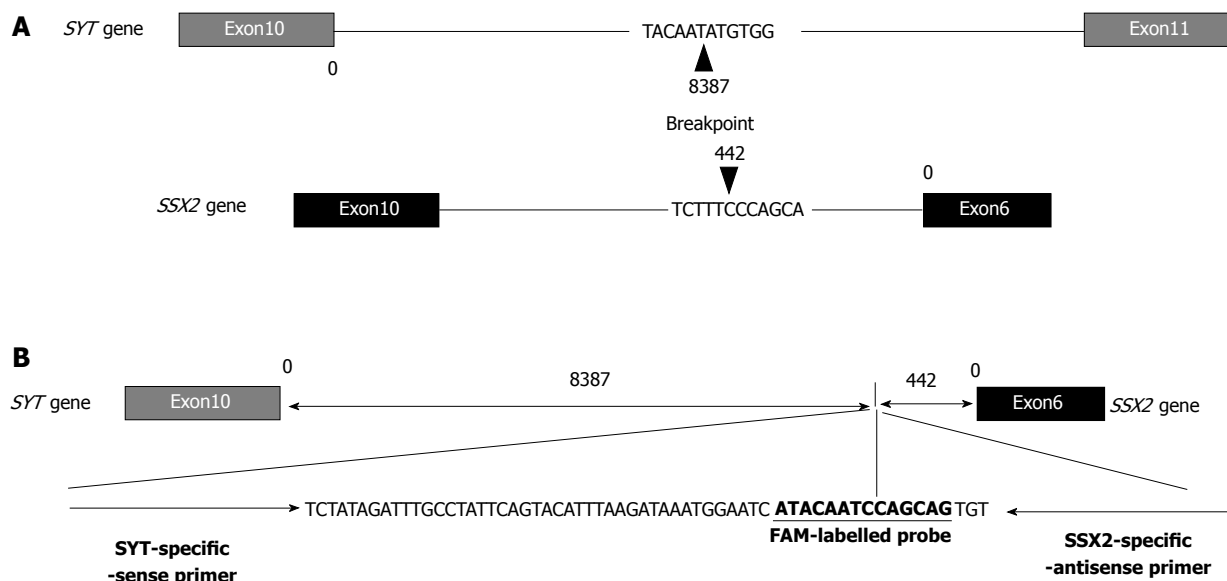 A
SYT gene
Exon10
TACAATATGTGG
Exon11
0
8387
Breakpoint
442
0
SSX2 gene
Exon10
TCTTTCCCAGCA
Exon6
B
0
8387
442
0
SYT gene
Exon10
Exon6
SSX2 gene
TCTATAGATTTGCCTATTCAGTACATTTAAGATAAATGGAATC ATACAATCCAGCAG TGT
FAM-labelled probe
SYT-specific
-sense primer
SSX2-specific
-antisense primer